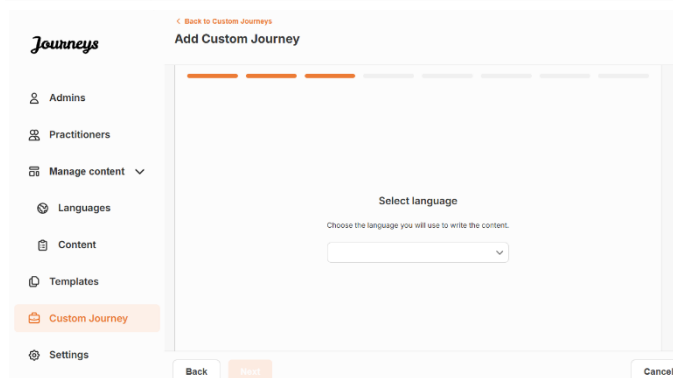 Back to Custom Journeys
Journeys
Add Custom Journey
Admins
Practitioners
Manage content
Languages
Content
Templates
Custom Journey
Settings
Select language
Choose the language you will use to write the content.
Back
Next
Cancel